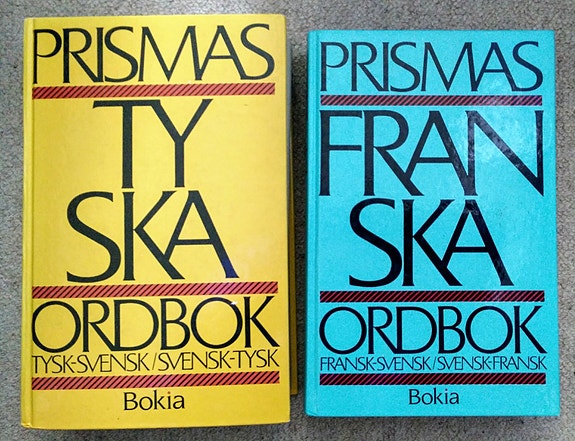 PRISMAS
TY
SKA
ORDBOK
TYSK-SVENSK/SVENSK-TYSK
Bokia
PRISMAS
FRAN
SKA
ORDBOK
FRANSK-SVENSK/SVENSK-FRANSK
Bokia